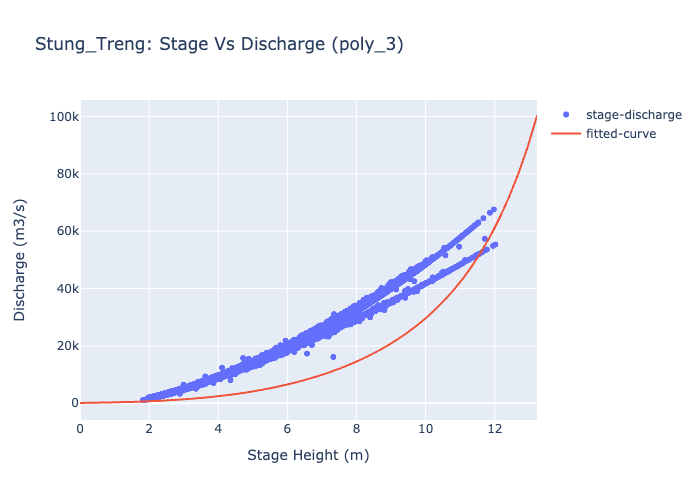 Stung_Treng: Stage Vs Discharge (poly_3)
100k
80k
60k
40k
20k
0
0 2 4 6 8 10 12
Stage Height (m)
Discharge (m3/s)
stage-discharge
fitted-curve